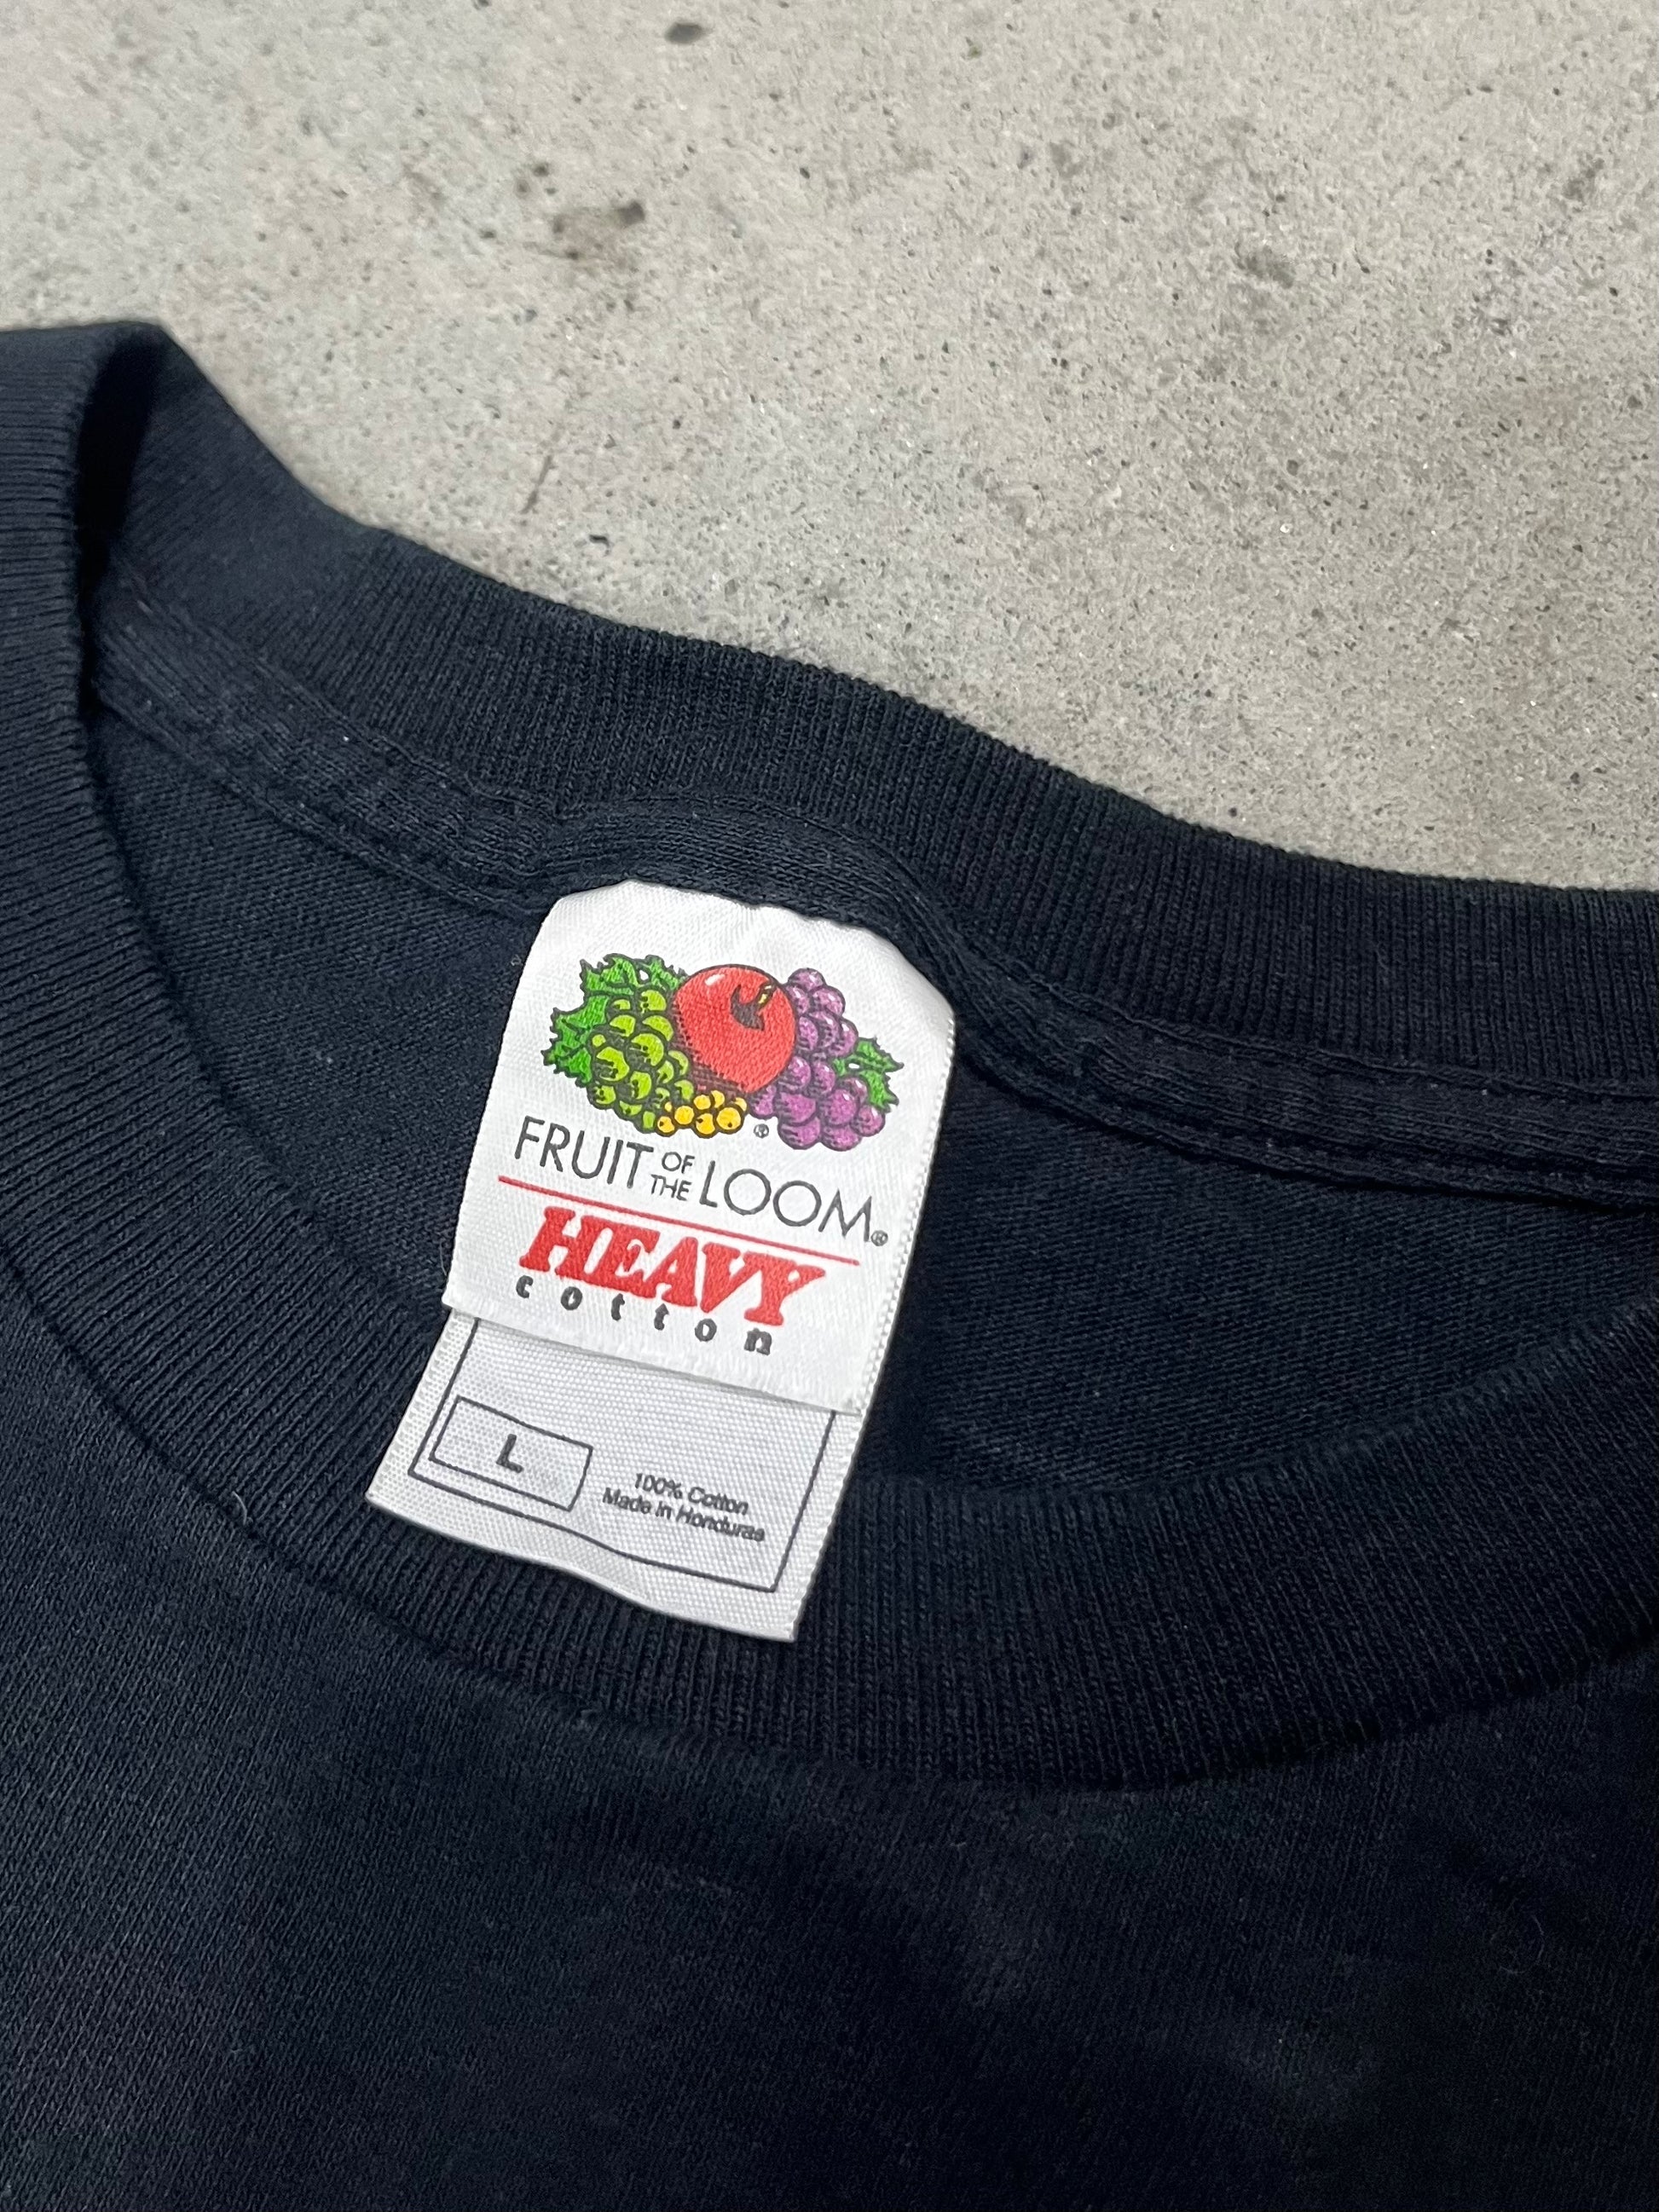 FRUIT OF THE LOOM®
HEAVY
cotton
L
100% Cotton
Made in Honduras